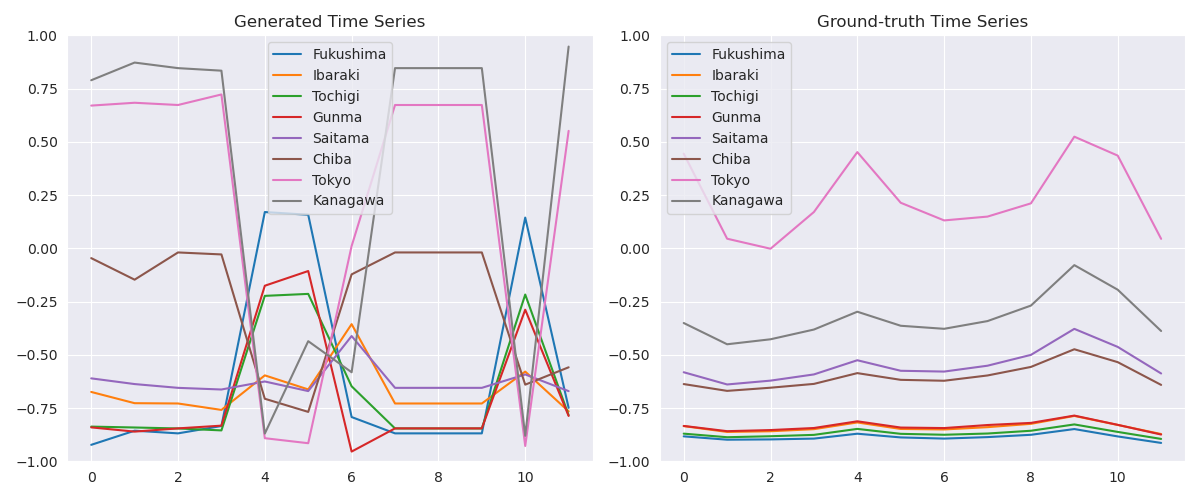 Generated Time Series
1.00
0.75
0.50
0.25
0.00
−0.25
−0.50
−0.75
−1.00
0 2 4 6 8 10
Fukushima
Ibaraki
Tochigi
Gunma
Saitama
Chiba
Tokyo
Kanagawa
Ground-truth Time Series
1.00
0.75
0.50
0.25
0.00
−0.25
−0.50
−0.75
−1.00
0 2 4 6 8 10
Fukushima
Ibaraki
Tochigi
Gunma
Saitama
Chiba
Tokyo
Kanagawa